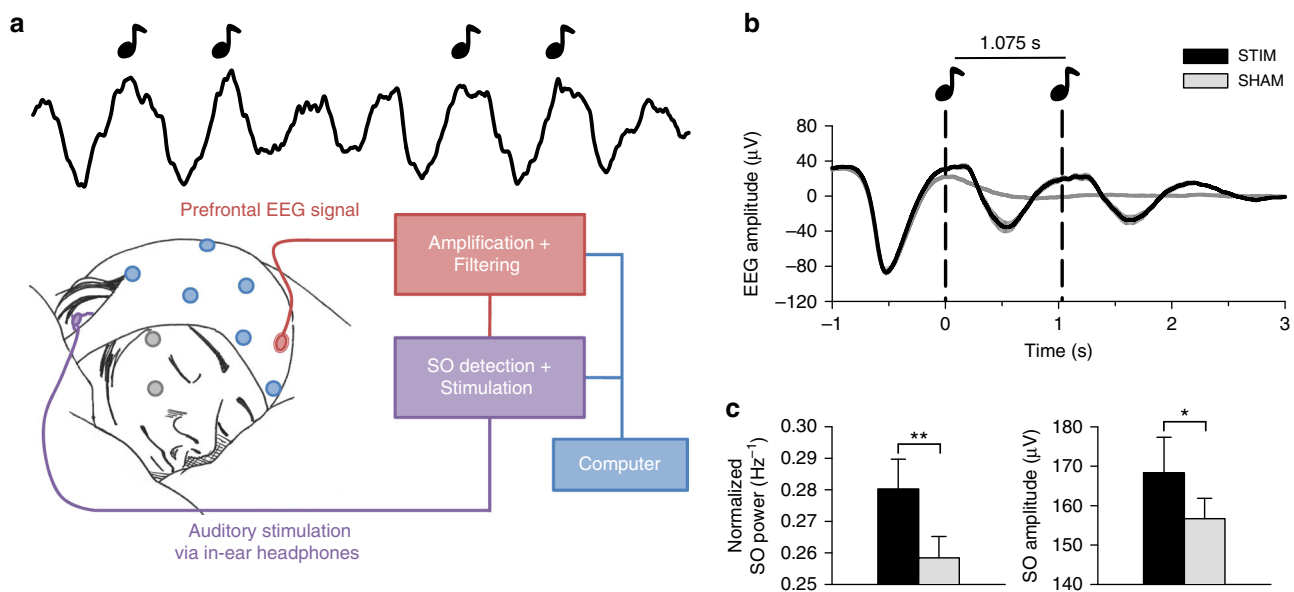 a
Prefrontal EEG signal
Amplification +
Filtering
SO detection +
Stimulation
Computer
Auditory stimulation
via in-ear headphones
b
1.075 s
STIM
SHAM
EEG amplitude (μV)
80
40
0
−40
−80
−120
−1
0
1
2
3
Time (s)
c
Normalized
SO power (Hz⁻¹)
0.30
0.29
0.28
0.27
0.26
0.25
**
SO amplitude (μV)
180
170
160
150
140
*